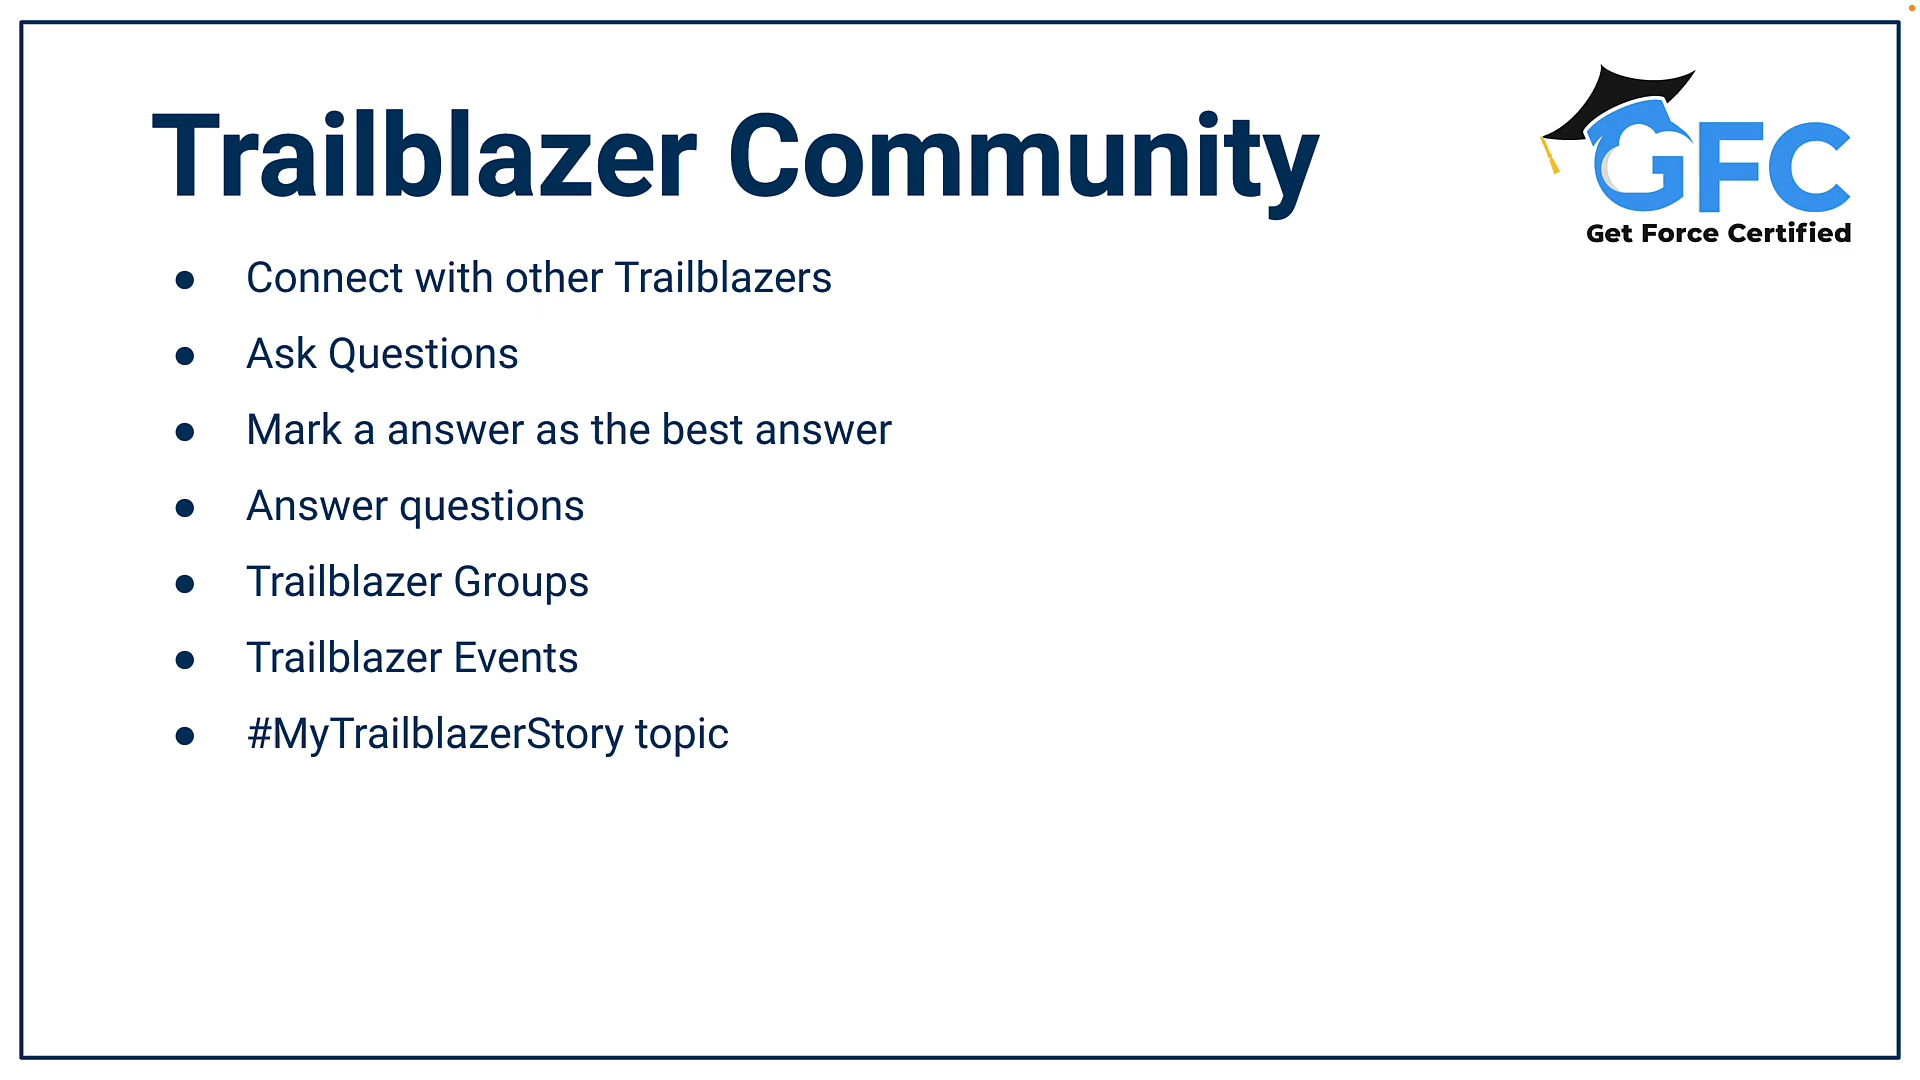 Trailblazer Community
GFC
Get Force Certified
● Connect with other Trailblazers
● Ask Questions
● Mark a answer as the best answer
● Answer questions
● Trailblazer Groups
● Trailblazer Events
● #MyTrailblazerStory topic